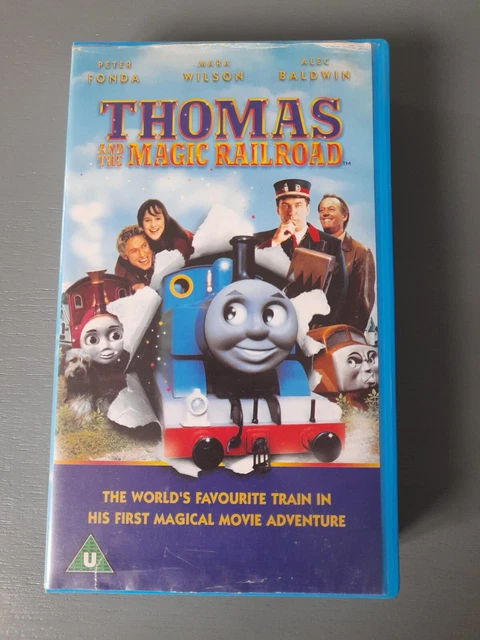 PETER MARA ALEC
FONDA WILSON BALDWIN
THOMAS
AND THE MAGIC RAILROAD™
THE WORLD'S FAVOURITE TRAIN IN
HIS FIRST MAGICAL MOVIE ADVENTURE
U